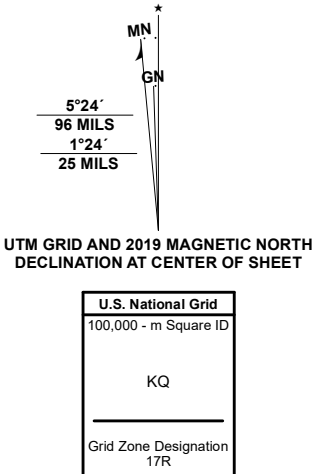 ★
MN
GN
5°24´
96 MILS
1°24´
25 MILS
UTM GRID AND 2019 MAGNETIC NORTH
DECLINATION AT CENTER OF SHEET
U.S. National Grid
100,000 - m Square ID
KQ
Grid Zone Designation
17R